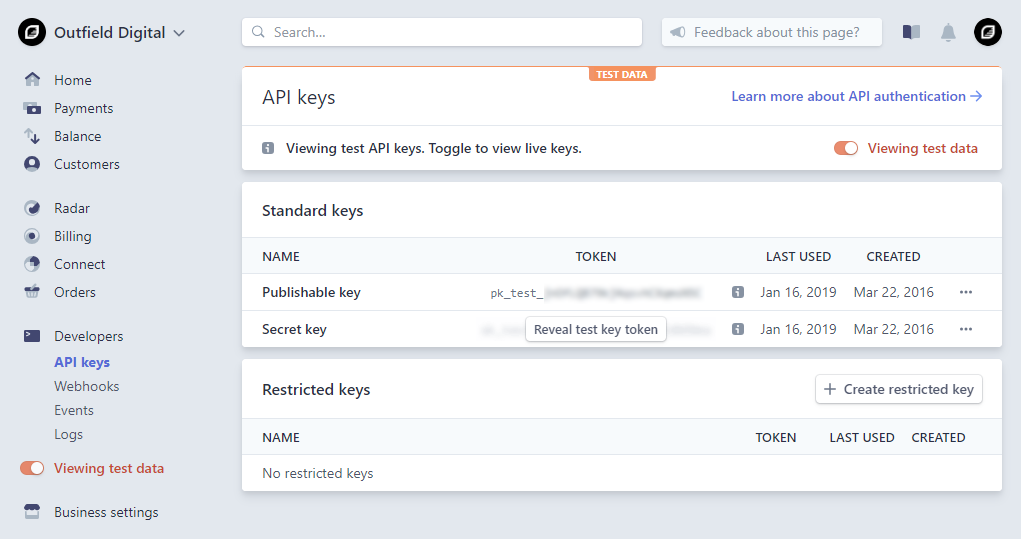 Outfield Digital
Search...
Feedback about this page?
Home
Payments
Balance
Customers
Radar
Billing
Connect
Orders
Developers
API keys
Webhooks
Events
Logs
Viewing test data
Business settings
TEST DATA
API keys
Learn more about API authentication →
Viewing test API keys. Toggle to view live keys.
Viewing test data
Standard keys
NAME TOKEN LAST USED CREATED
Publishable key pk_test_ Jan 16, 2019 Mar 22, 2016
Secret key Reveal test key token Jan 16, 2019 Mar 22, 2016
Restricted keys
+ Create restricted key
NAME TOKEN LAST USED CREATED
No restricted keys